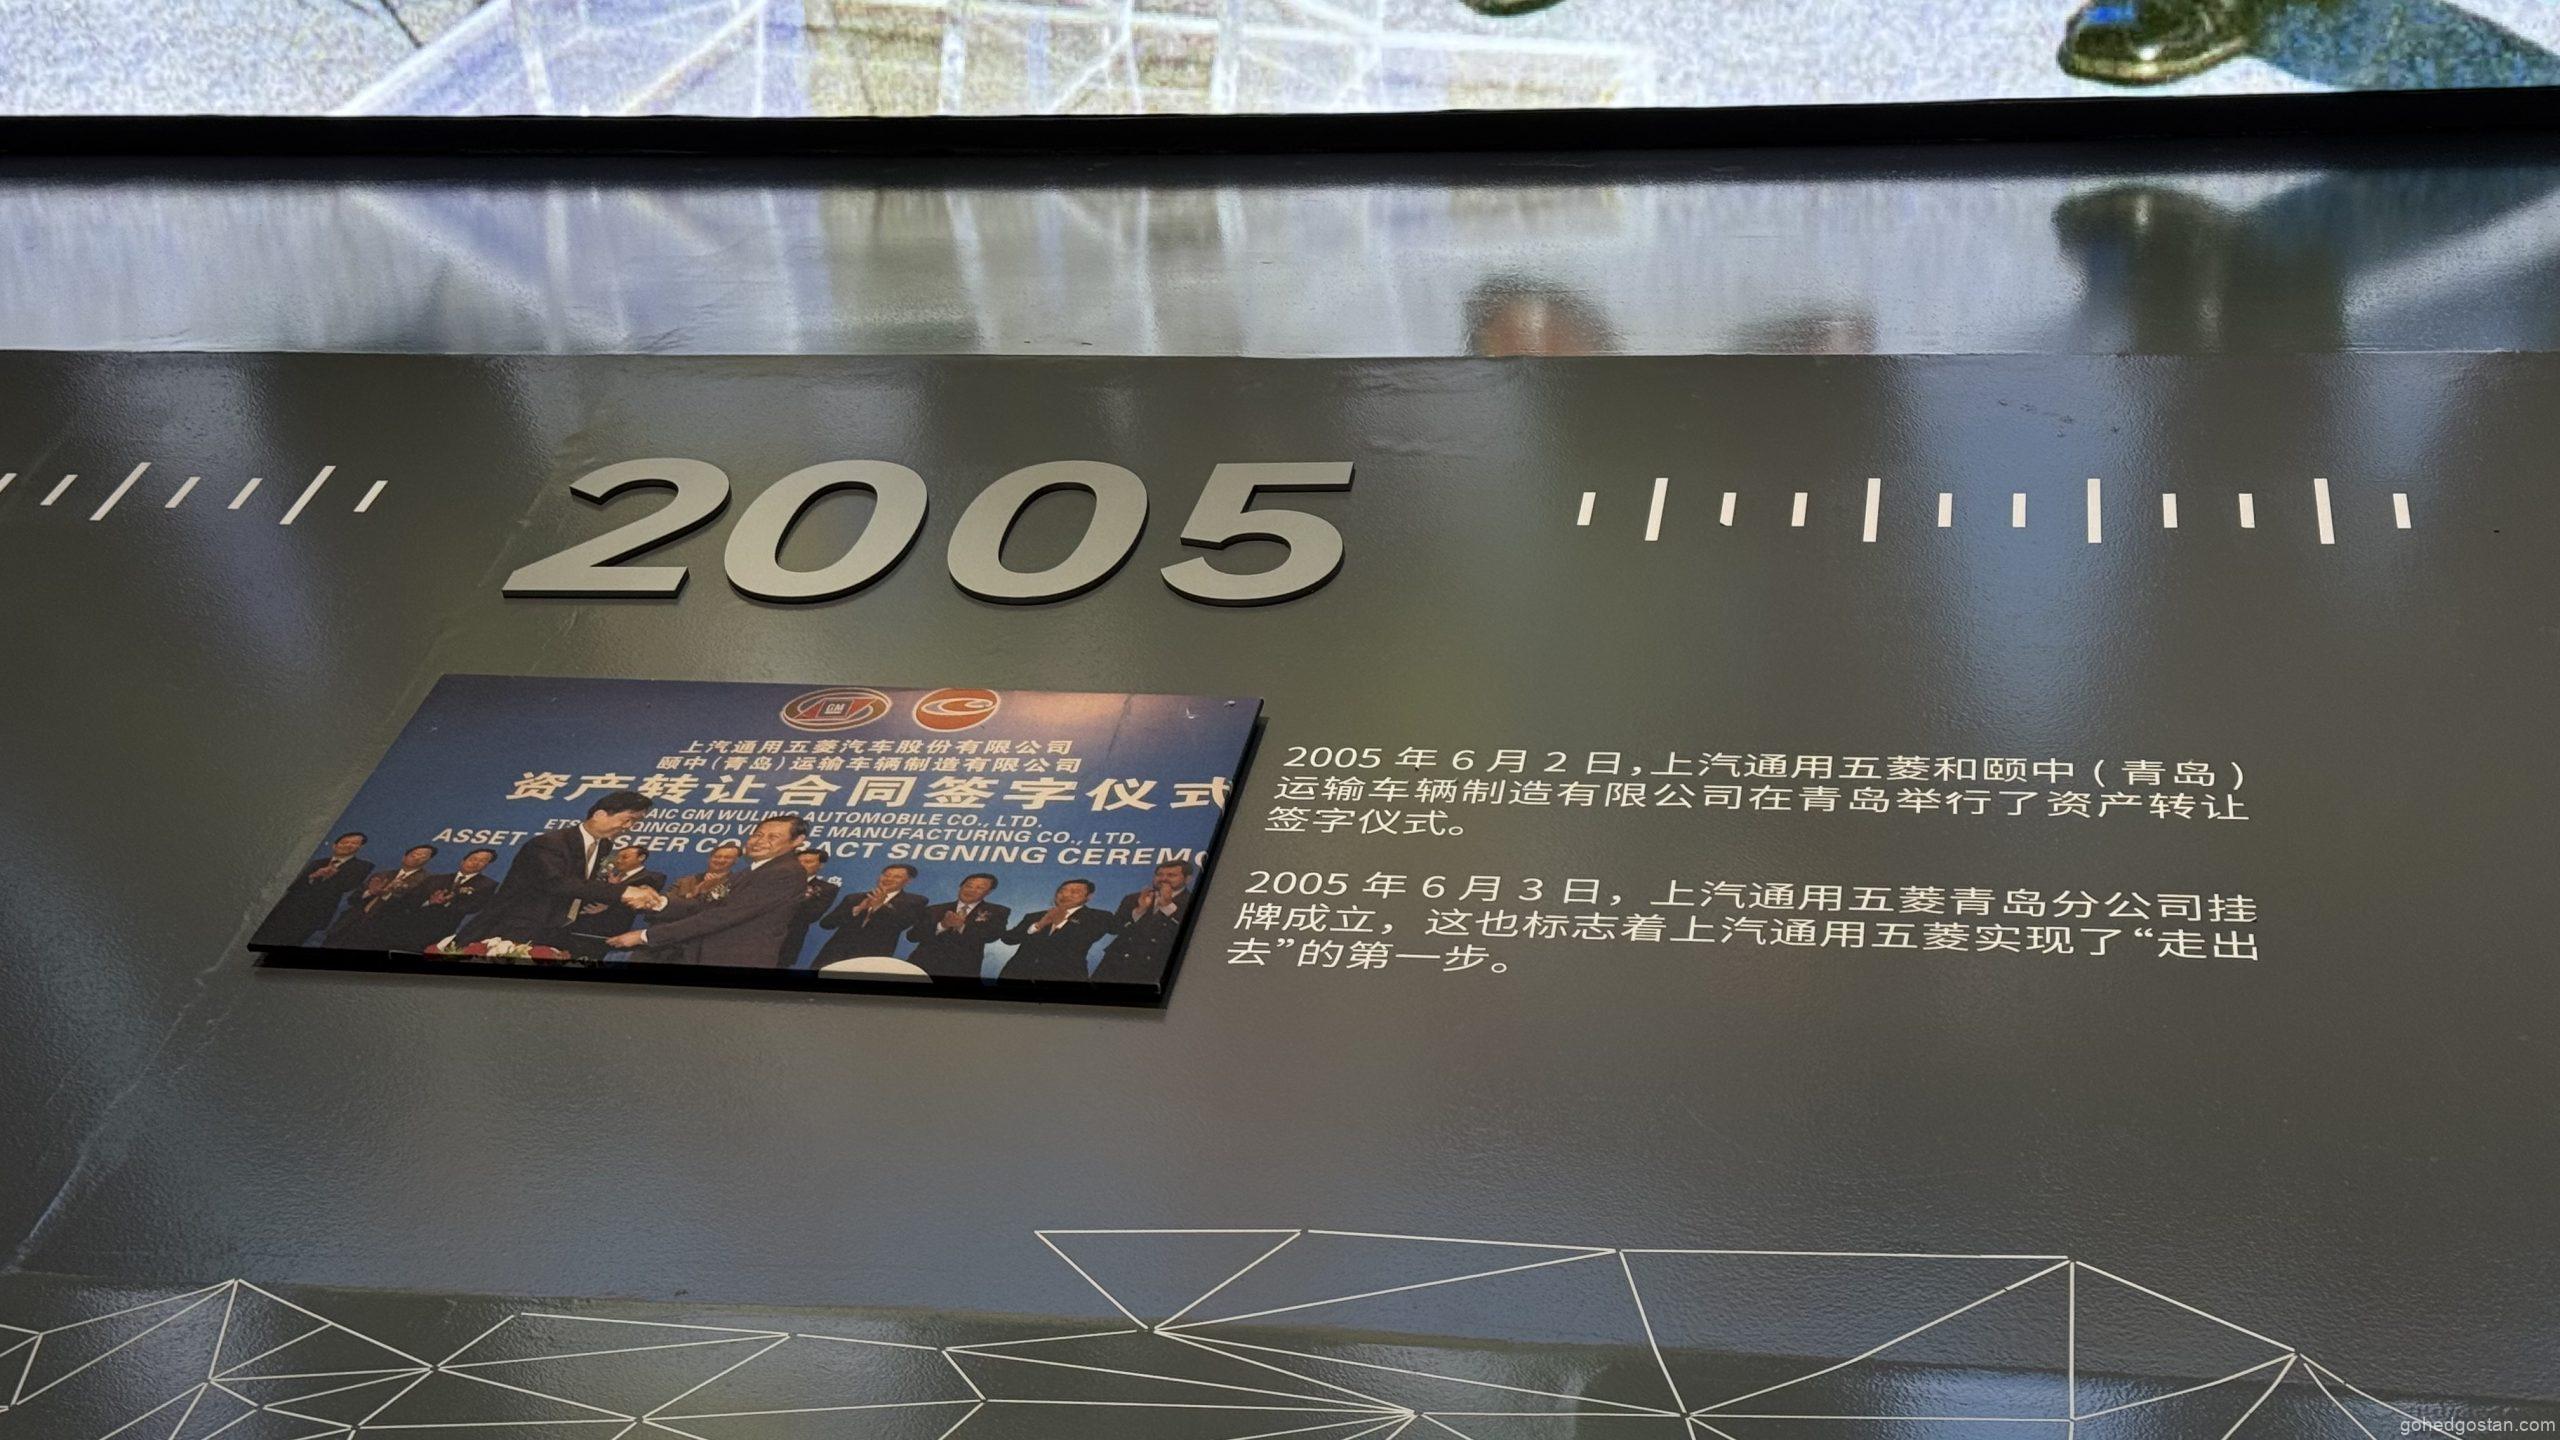 2005
GM
上汽通用五菱汽车股份有限公司
颐中(青岛)运输车辆制造有限公司
资产转让合同签字仪式
AIC GM WULING AUTOMOBILE CO., LTD.
QINGDAO) MANUFACTURING CO., LTD.
ASSET SIGNING
2005 年 6 月 2 日，上汽通用五菱和颐中（青岛）
运输车辆制造有限公司在青岛举行了资产转让
签字仪式。
2005 年 6 月 3 日，上汽通用五菱青岛分公司挂
牌成立，这也标志着上汽通用五菱实现了“走出
去”的第一步。
gohedgostan.com